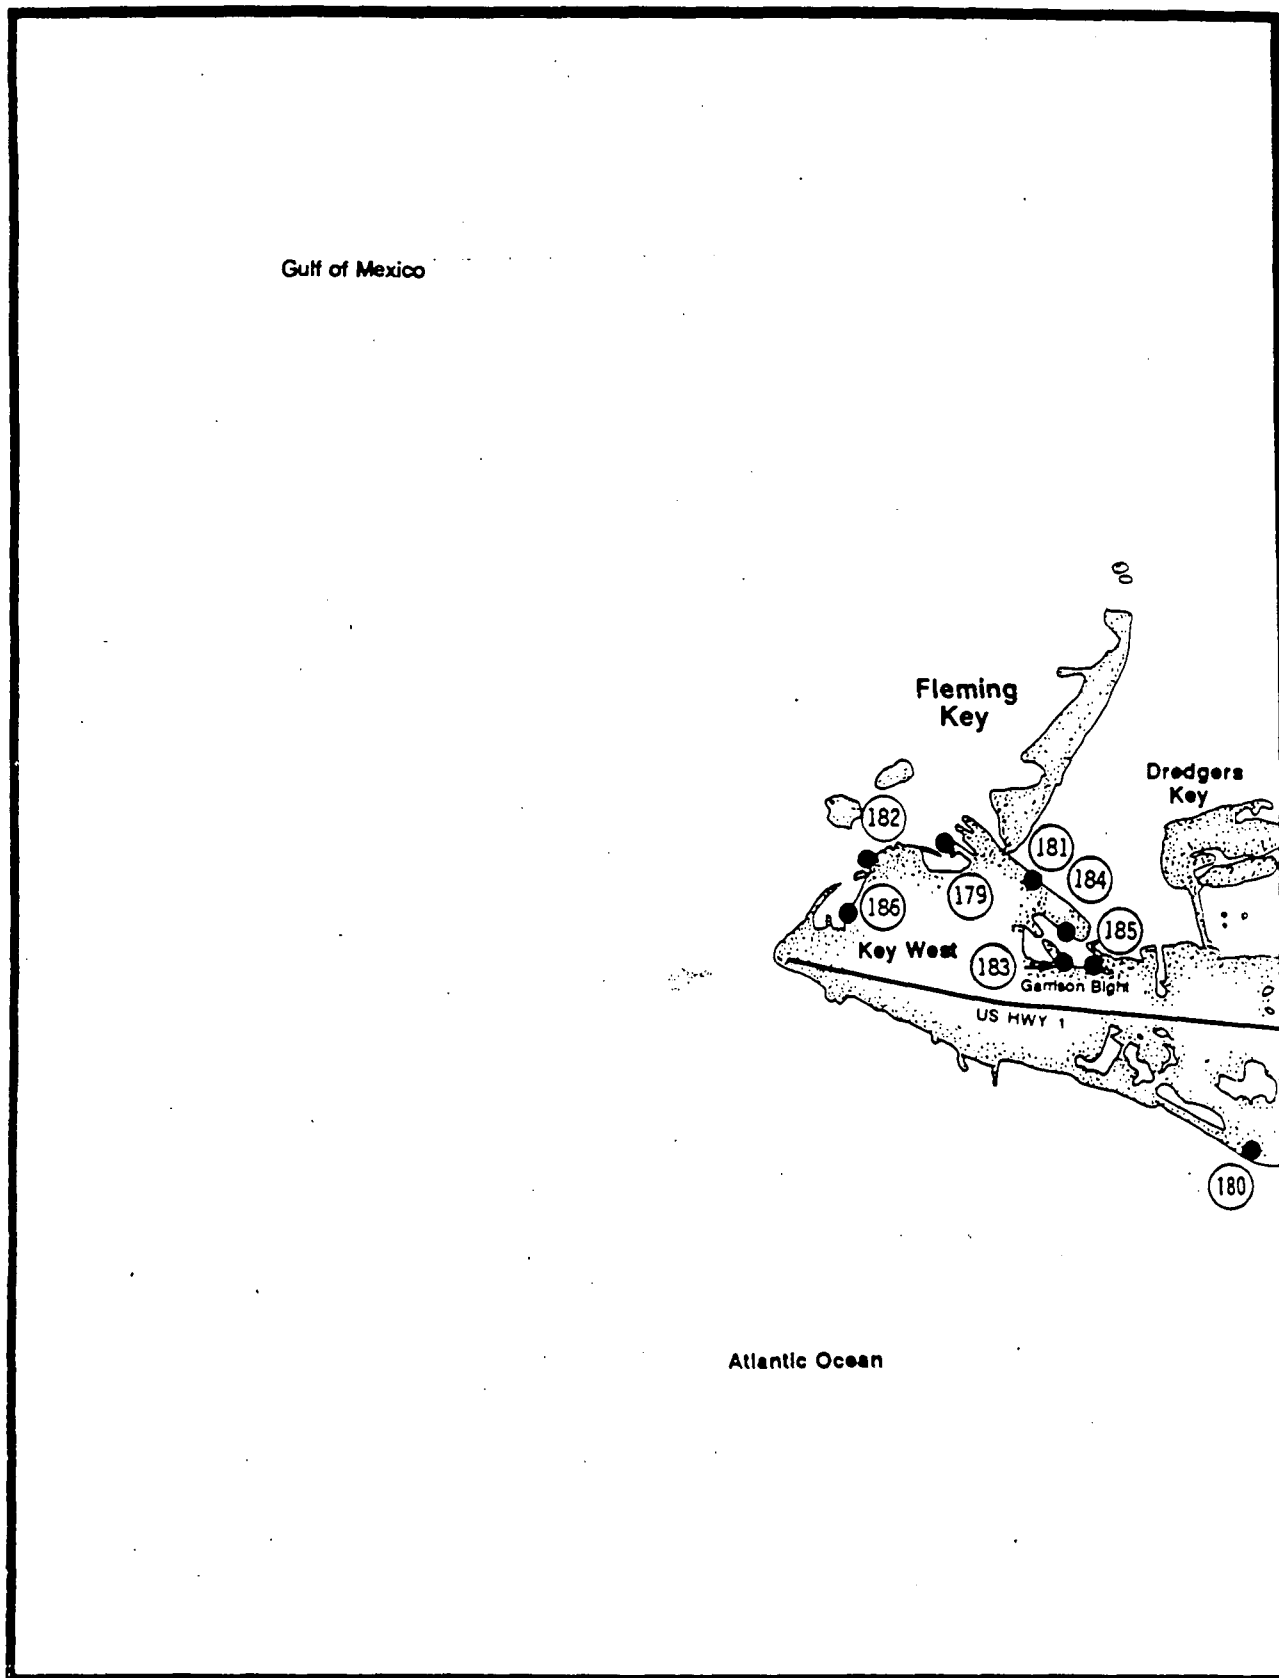 Gulf of Mexico
Fleming
Key
Dredgers
Key
182
181
184
179
186
185
Key West
183
Garrison Bight
US HWY 1
180
Atlantic Ocean